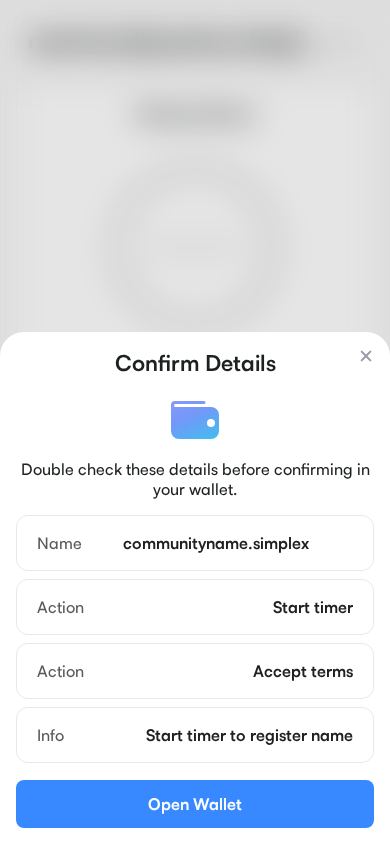 Confirm Details
Double check these details before confirming in
your wallet.
Name communityname.simplex
Action Start timer
Action Accept terms
Info Start timer to register name
Open Wallet